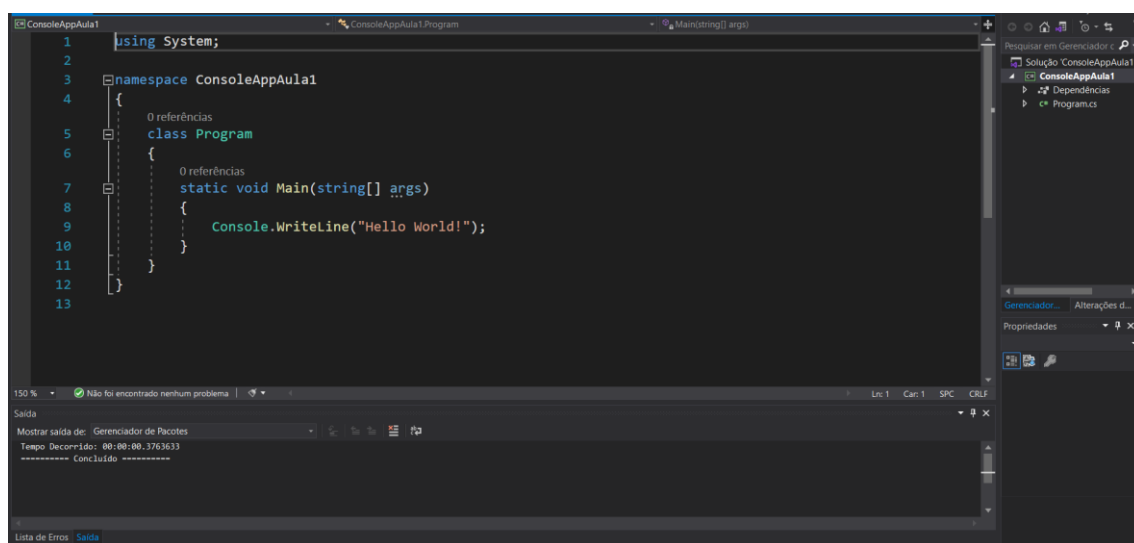 ConsoleAppAula1 ConsoleAppAula1.Program Main(string[] args)
1 using System;
2
3 namespace ConsoleAppAula1
4 {
0 referências
5 class Program
6 {
0 referências
7 static void Main(string[] args)
8 {
9 Console.WriteLine("Hello World!");
10 }
11 }
12 }
13
150 % Não foi encontrado nenhum problema Ln: 1 Car: 1 SPC CRLF
Saída
Mostrar saída de: Gerenciador de Pacotes
Tempo Decorrido: 00:00:00.3763633
========== Concluído ==========
Lista de Erros Saída
Pesquisar em Gerenciador c
Solução 'ConsoleAppAula1
ConsoleAppAula1
Dependências
Program.cs
Gerenciador... Alterações d...
Propriedades